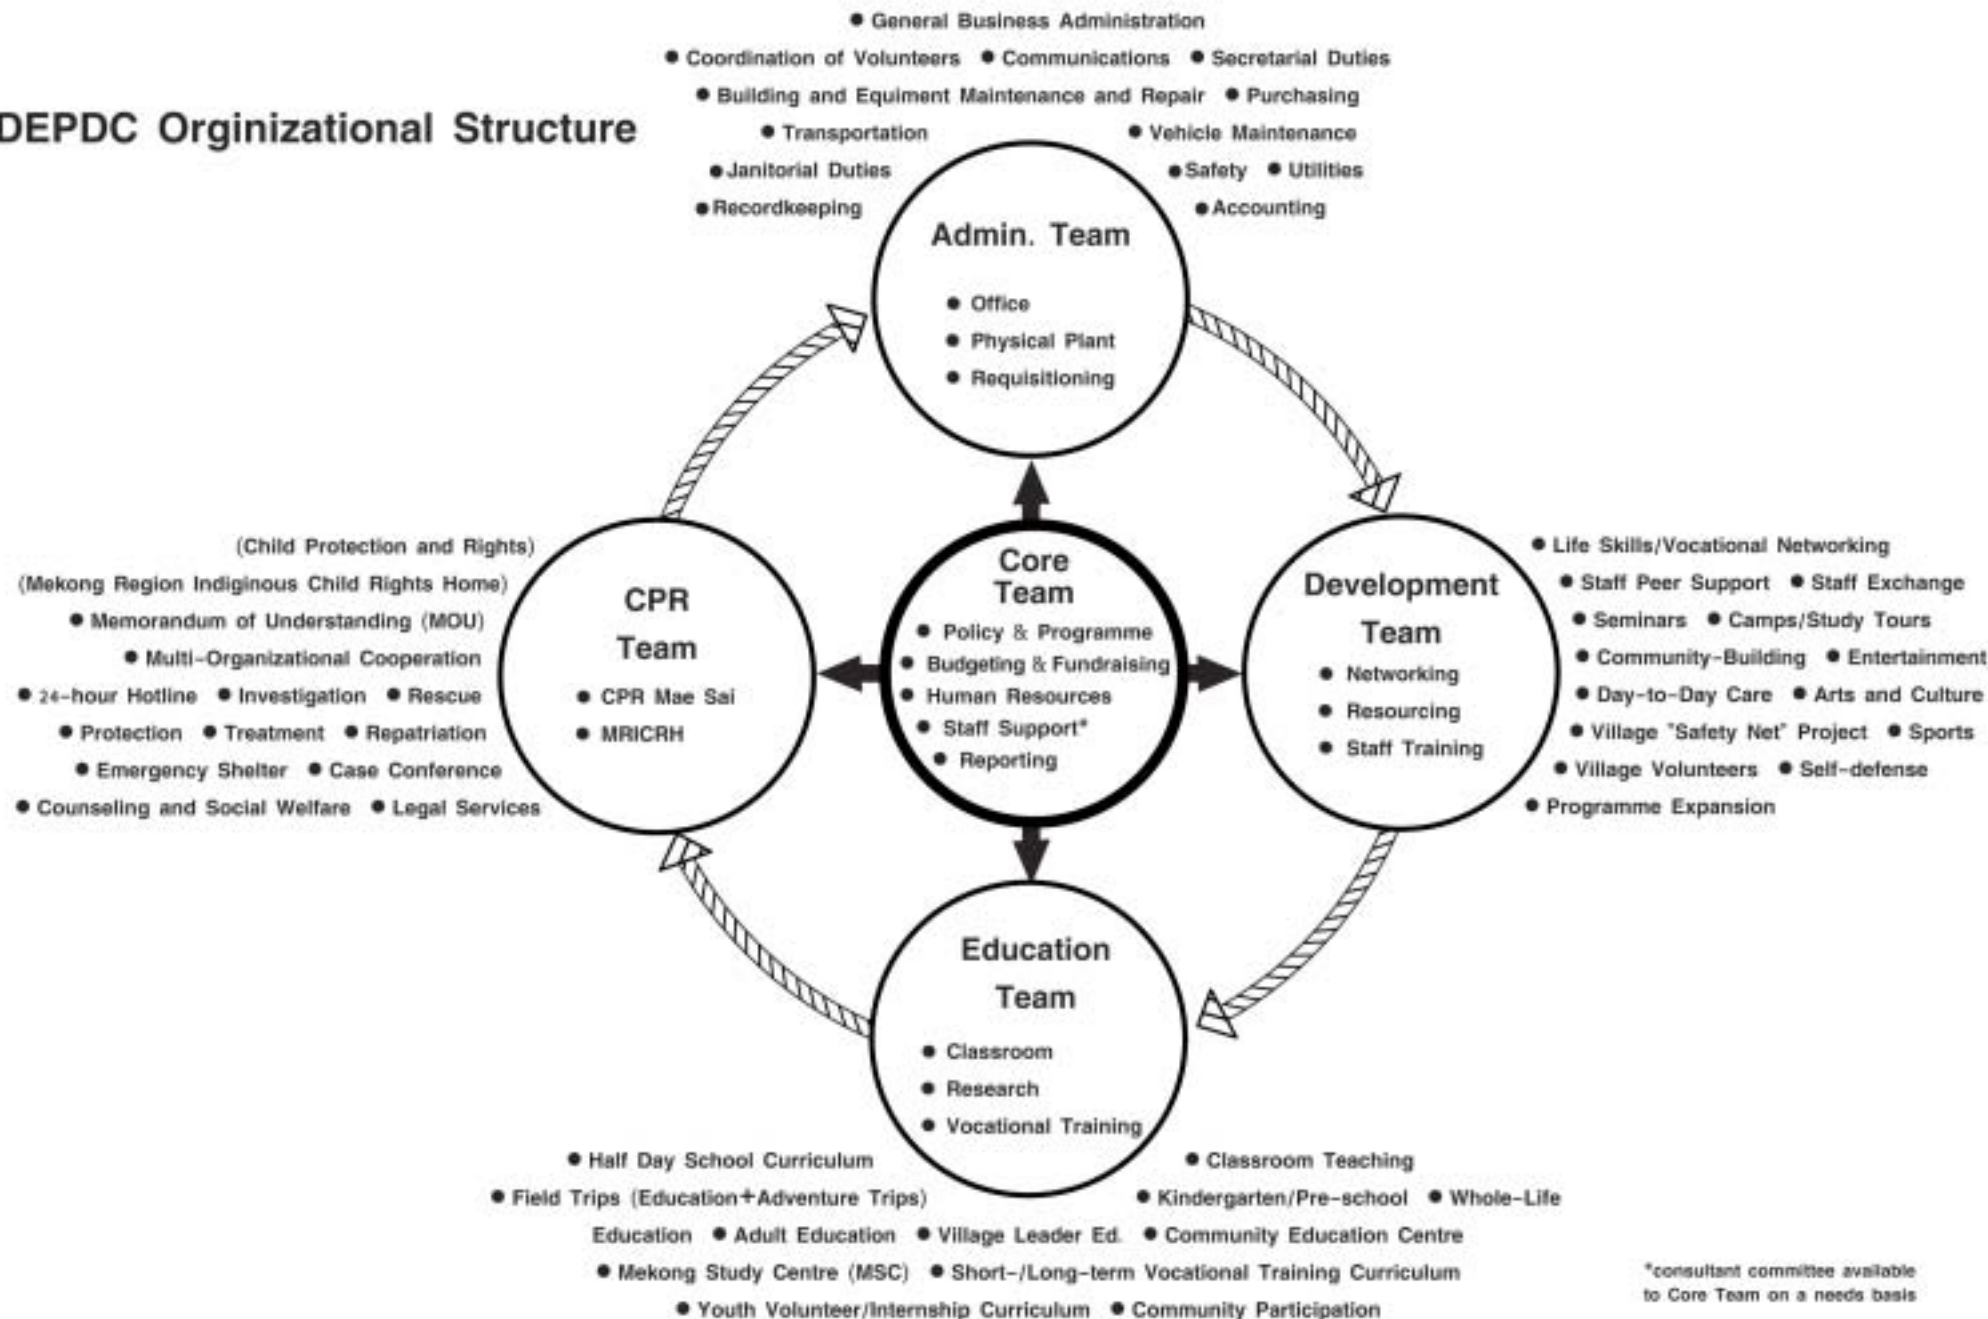 ● General Business Administration
● Coordination of Volunteers ● Communications ● Secretarial Duties
● Building and Equiment Maintenance and Repair ● Purchasing
DEPDC Orginizational Structure
● Transportation ● Vehicle Maintenance
● Janitorial Duties ● Safety ● Utilities
● Recordkeeping ● Accounting
Admin. Team
● Office
● Physical Plant
● Requisitioning
(Child Protection and Rights)
(Mekong Region Indiginous Child Rights Home)
● Memorandum of Understanding (MOU)
● Multi-Organizational Cooperation
● 24-hour Hotline ● Investigation ● Rescue
● Protection ● Treatment ● Repatriation
● Emergency Shelter ● Case Conference
● Counseling and Social Welfare ● Legal Services
CPR
Team
● CPR Mae Sai
● MRICRH
Core
Team
● Policy & Programme
● Budgeting & Fundraising
● Human Resources
● Staff Support*
● Reporting
Development
Team
● Networking
● Resourcing
● Staff Training
● Life Skills/Vocational Networking
● Staff Peer Support ● Staff Exchange
● Seminars ● Camps/Study Tours
● Community-Building ● Entertainment
● Day-to-Day Care ● Arts and Culture
● Village "Safety Net" Project ● Sports
● Village Volunteers ● Self-defense
● Programme Expansion
Education
Team
● Classroom
● Research
● Vocational Training
● Half Day School Curriculum ● Classroom Teaching
● Field Trips (Education+Adventure Trips) ● Kindergarten/Pre-school ● Whole-Life
Education ● Adult Education ● Village Leader Ed. ● Community Education Centre
● Mekong Study Centre (MSC) ● Short-/Long-term Vocational Training Curriculum
● Youth Volunteer/Internship Curriculum ● Community Participation
*consultant committee available
to Core Team on a needs basis